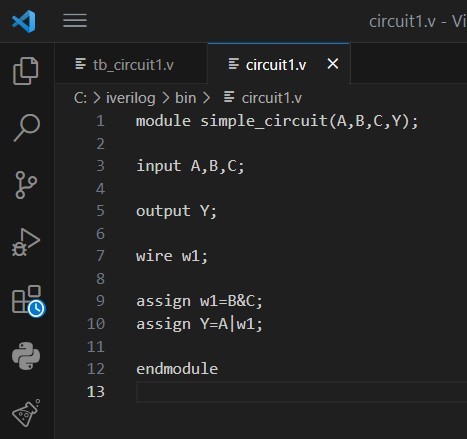 circuit1.v - Vi
tb_circuit1.v
circuit1.v
C: > iverilog > bin > circuit1.v
1 module simple_circuit(A,B,C,Y);
2
3 input A,B,C;
4
5 output Y;
6
7 wire w1;
8
9 assign w1=B&C;
10 assign Y=A|w1;
11
12 endmodule
13